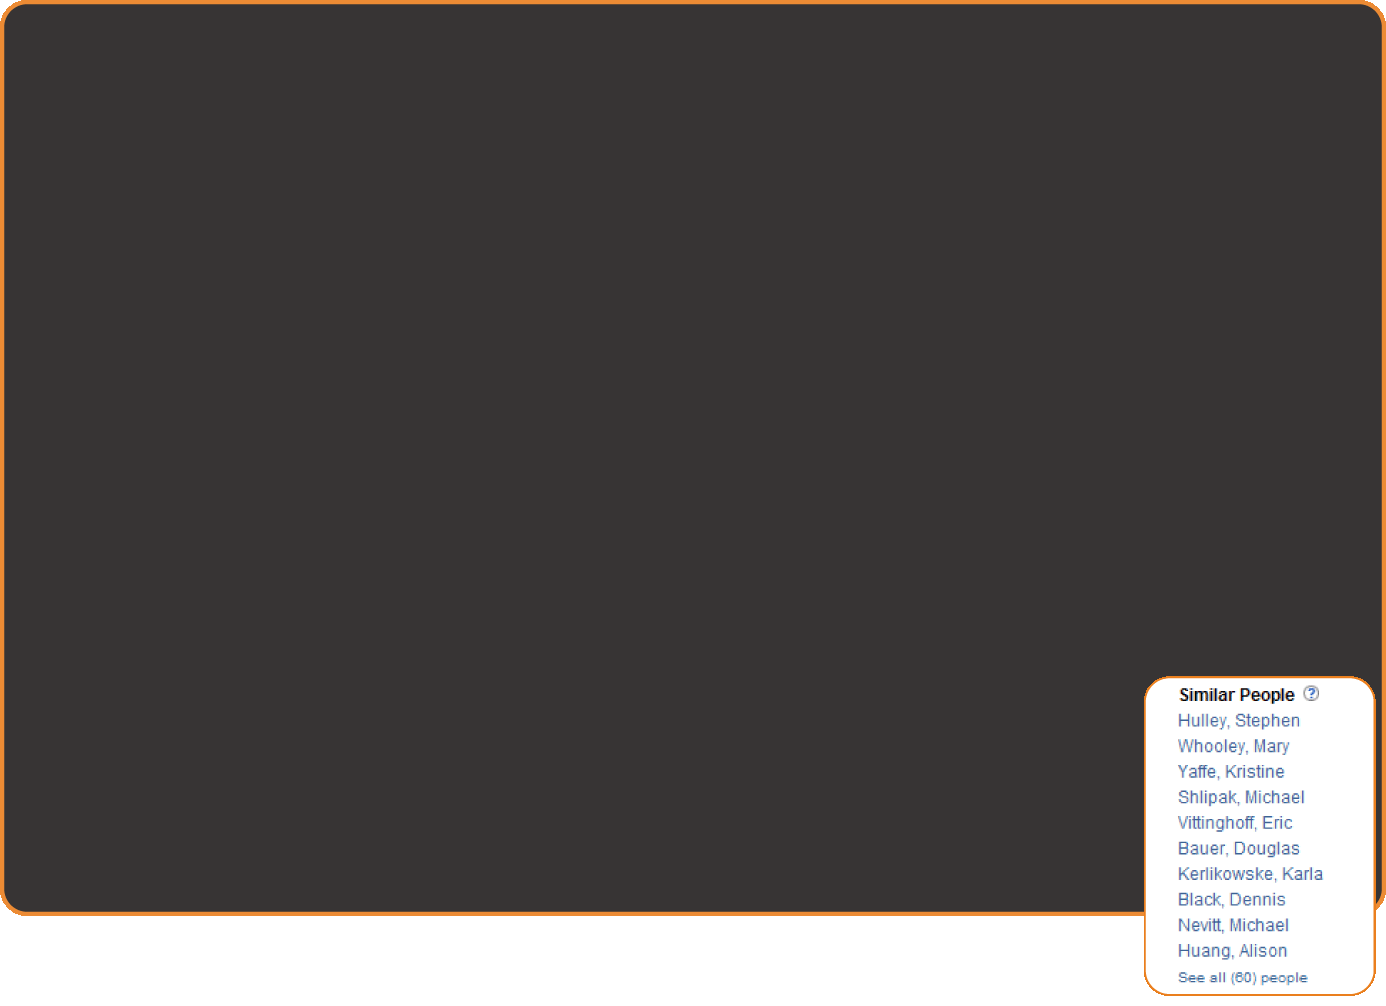 Similar People ?
Hulley, Stephen
Whooley, Mary
Yaffe, Kristine
Shlipak, Michael
Vittinghoff, Eric
Bauer, Douglas
Kerlikowske, Karla
Black, Dennis
Nevitt, Michael
Huang, Alison
See all (60) people